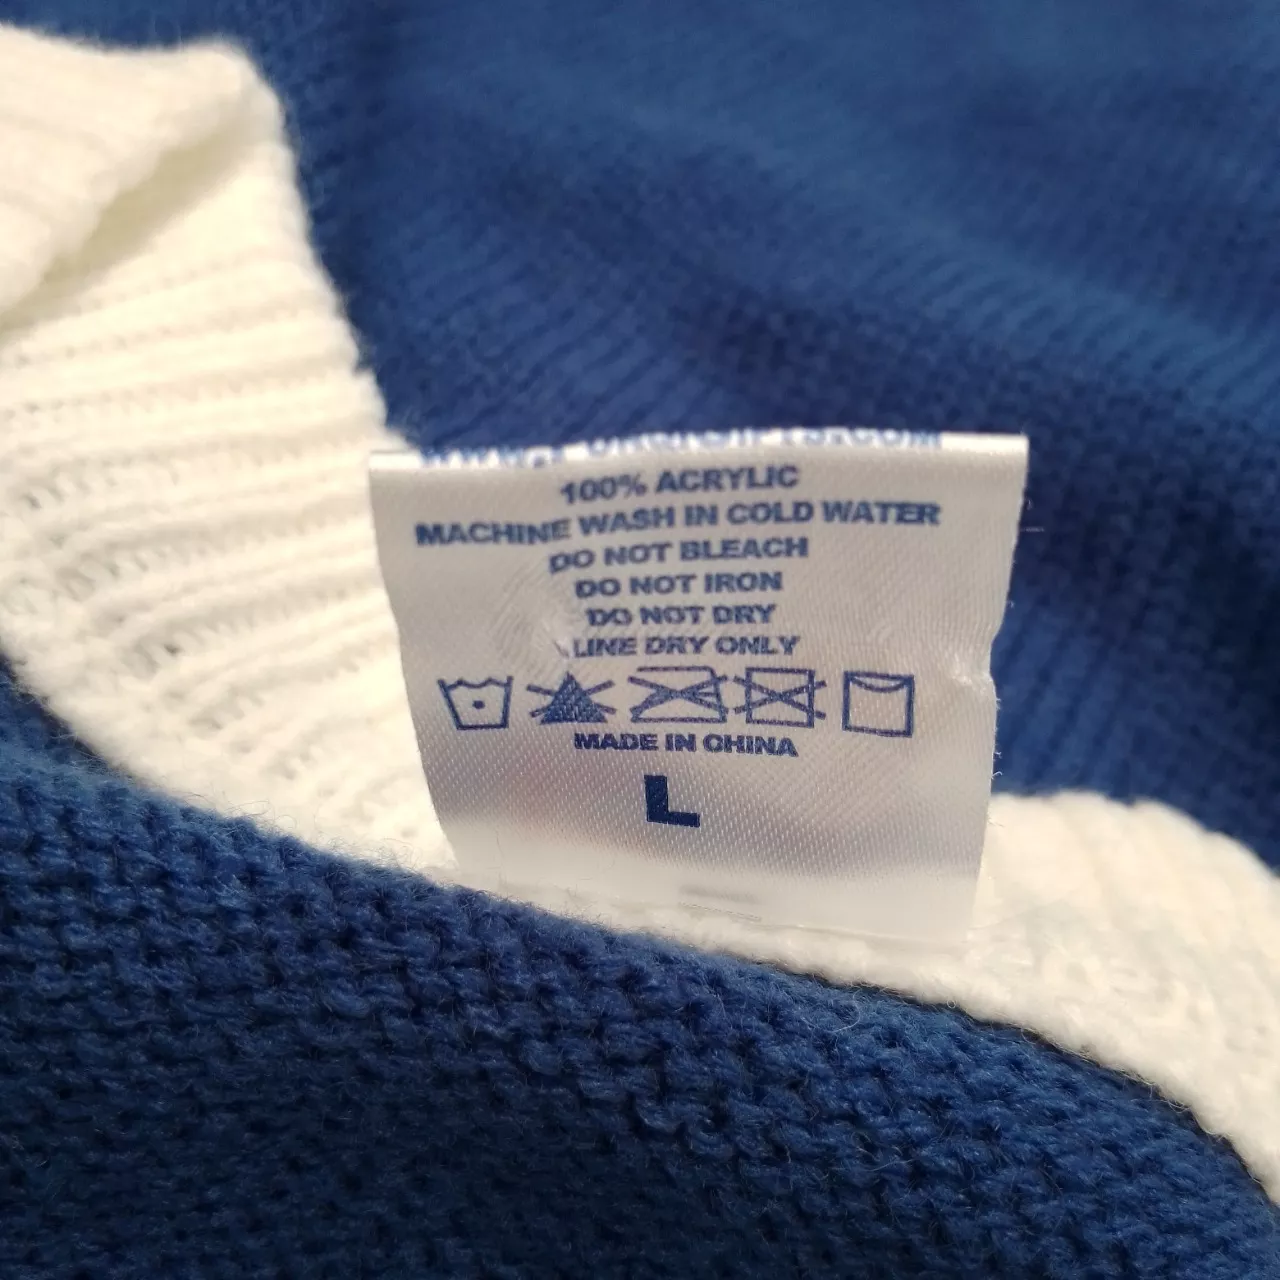 100% ACRYLIC
MACHINE WASH IN COLD WATER
DO NOT BLEACH
DO NOT IRON
DO NOT DRY
LINE DRY ONLY
MADE IN CHINA
L